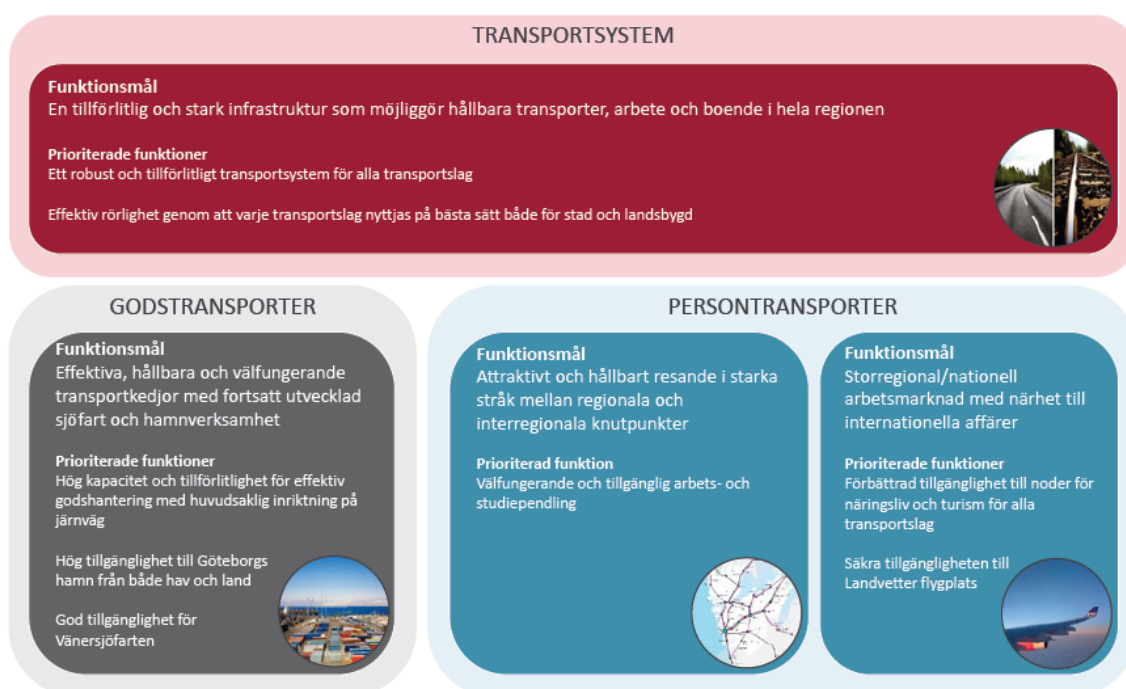 TRANSPORTSYSTEM
Funktionsmål
En tillförlitlig och stark infrastruktur som möjliggör hållbara transporter, arbete och boende i hela regionen
Prioriterade funktioner
Ett robust och tillförlitligt transportsystem för alla transportslag
Effektiv rörlighet genom att varje transportslag nyttjas på bästa sätt både för stad och landsbygd
GODSTRANSPORTER
Funktionsmål
Effektiva, hållbara och välfungerande
transportkedjor med fortsatt utvecklad
sjöfart och hamnverksamhet
Prioriterade funktioner
Hög kapacitet och tillförlitlighet för effektiv
godshantering med huvudsaklig inriktning på
järnväg
Hög tillgänglighet till Göteborgs
hamn från både hav och land
God tillgänglighet för
Vänersjöfarten
PERSONTRANSPORTER
Funktionsmål
Attraktivt och hållbart resande i starka
stråk mellan regionala och
interregionala knutpunkter
Prioriterad funktion
Välfungerande och tillgänglig arbets- och
studiependling
Funktionsmål
Storregional/nationell
arbetsmarknad med närhet till
internationella affärer
Prioriterade funktioner
Förbättrad tillgänglighet till noder för
näringsliv och turism för alla
transportslag
Säkra tillgängligheten till
Landvetter flygplats